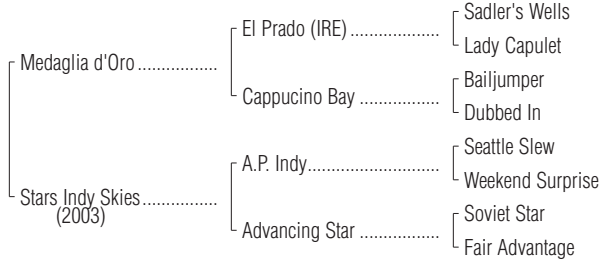 Sadler's Wells
El Prado (IRE) ....................
Lady Capulet
Medaglia d'Oro ..................
Bailjumper
Cappucino Bay ..................
Dubbed In
Seattle Slew
A.P. Indy.............................
Weekend Surprise
Stars Indy Skies.................
(2003)
Soviet Star
Advancing Star ..................
Fair Advantage